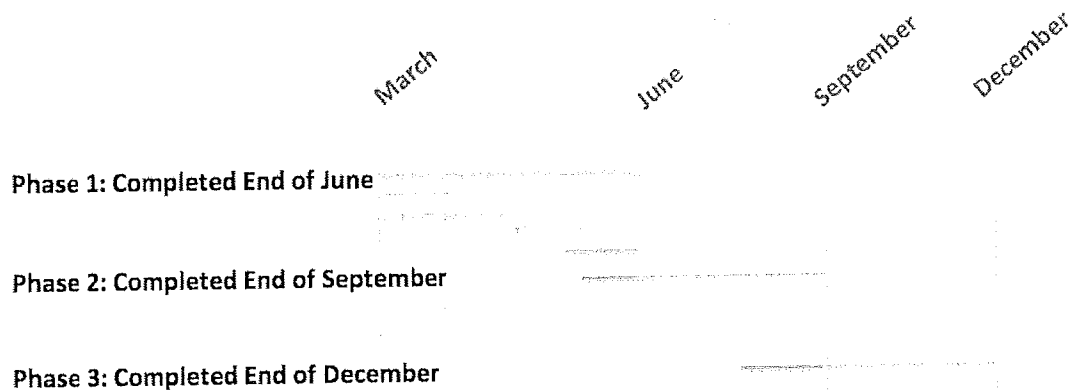 March
June
September
December
Phase 1: Completed End of June
Phase 2: Completed End of September
Phase 3: Completed End of December